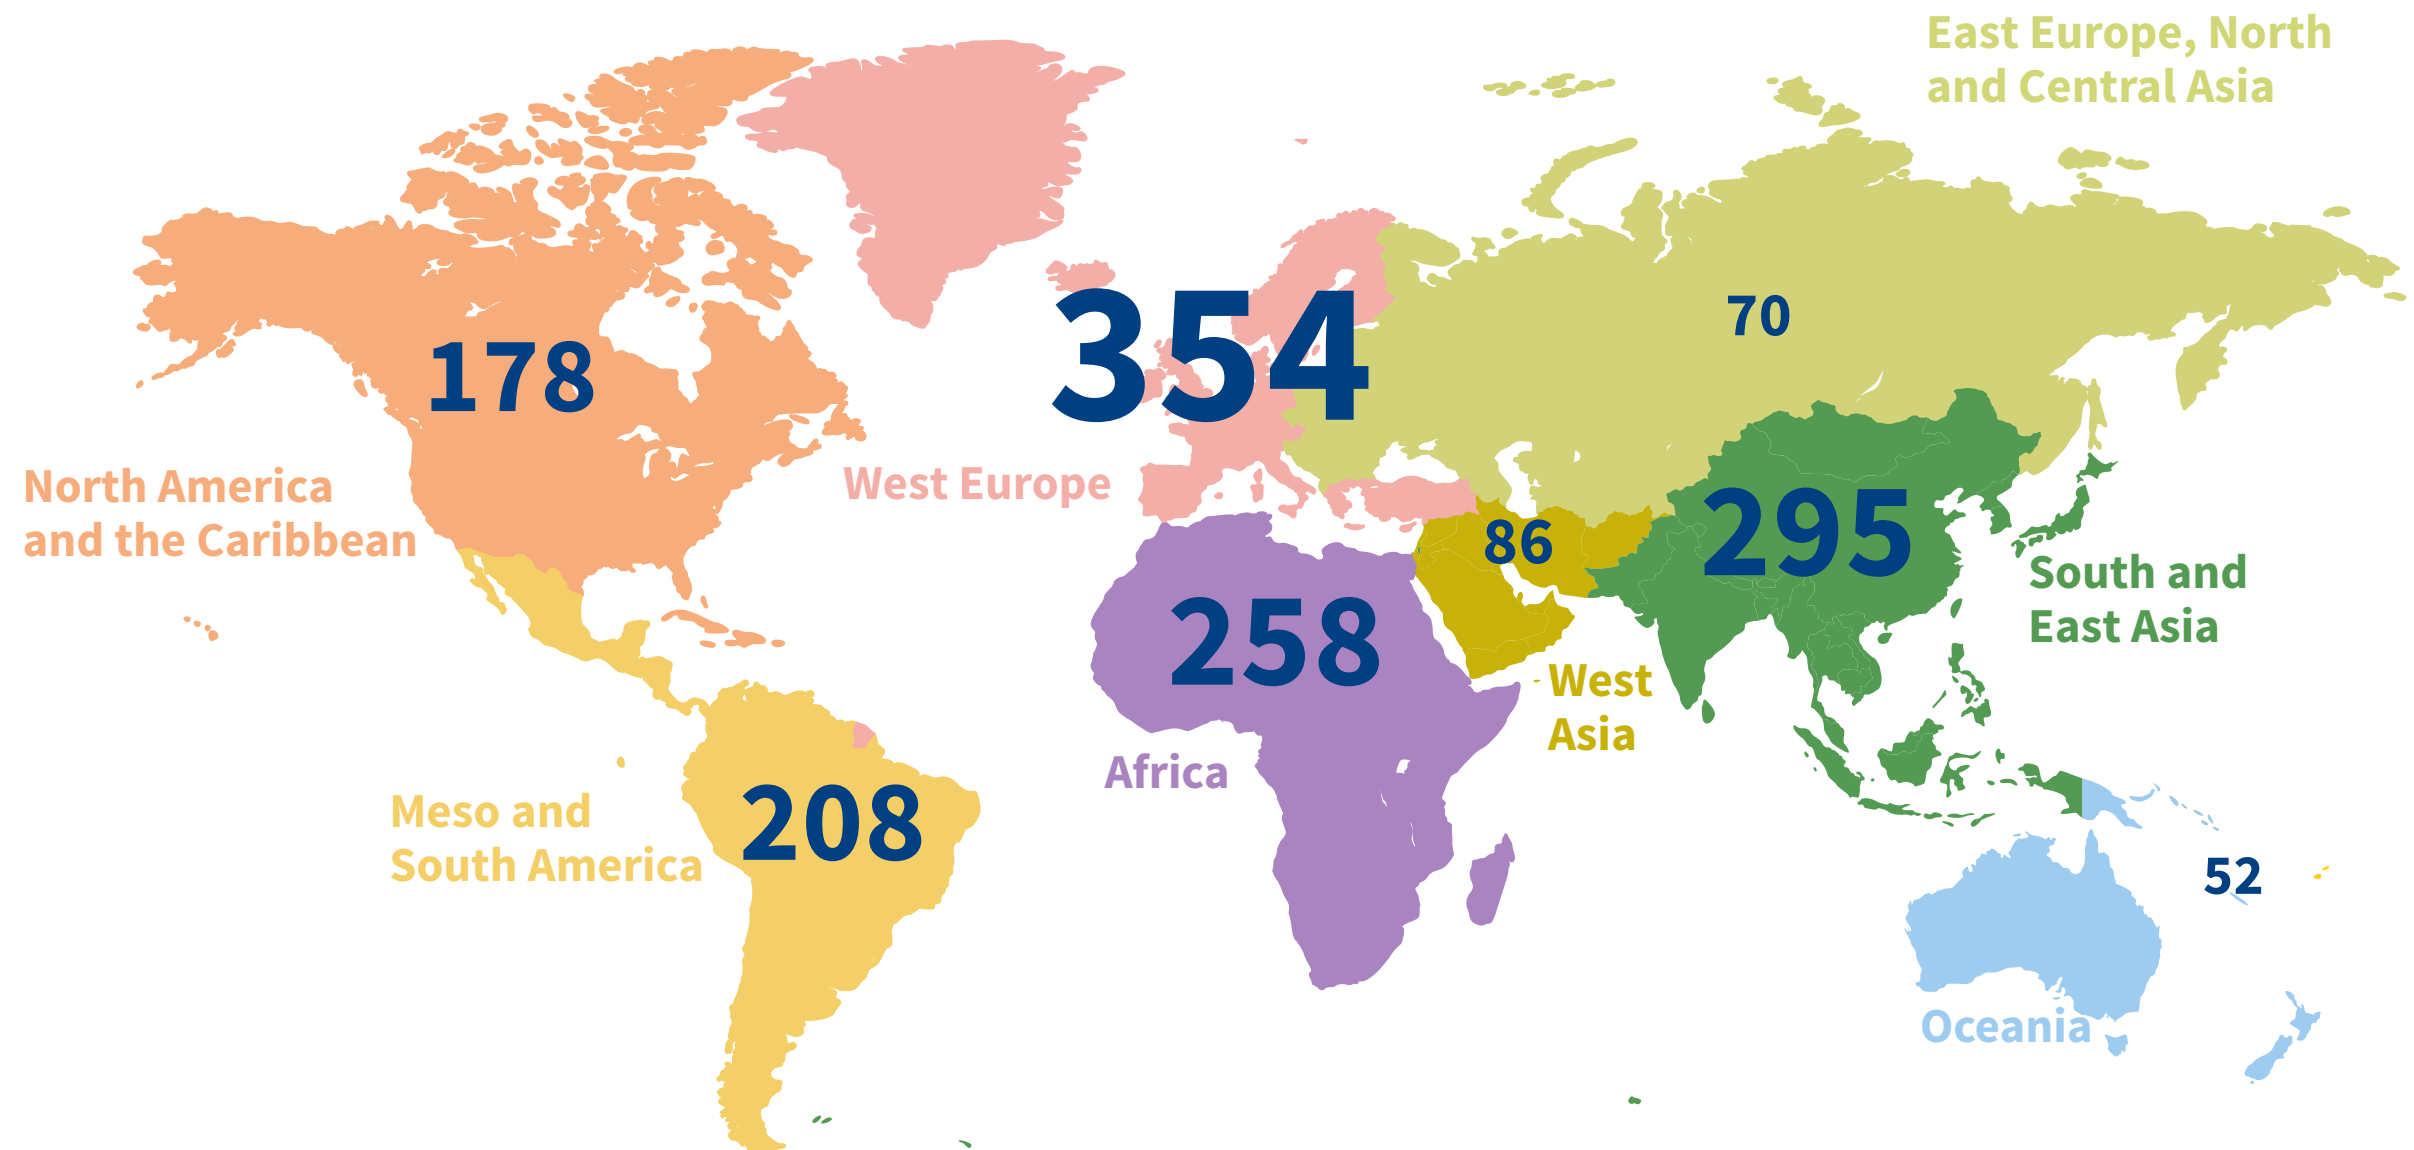 East Europe, North
and Central Asia
70
354
178
West Europe
North America
and the Caribbean
86
295
South and
East Asia
258
West
Asia
Africa
Meso and
South America
208
52
Oceania